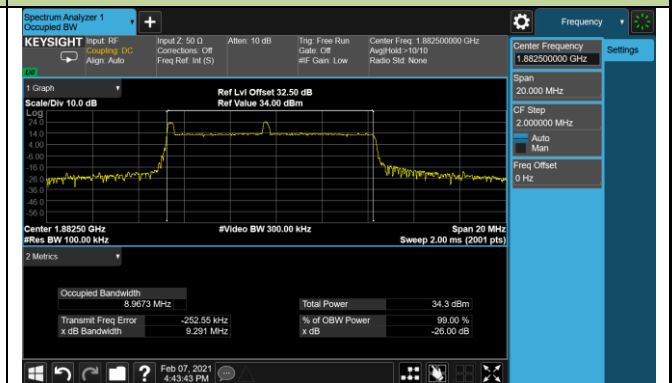 Spectrum Analyzer 1
Occupied BW
+
Frequency
KEYSIGHT
Input: RF
Coupling: DC
Align: Auto
Input Z: 50 Ω
Corrections: Off
Freq Ref: Int (S)
Atten: 10 dB
Trig: Free Run
Gate: Off
#IF Gain: Low
Center Freq: 1.882500000 GHz
Avg|Hold:>10/10
Radio Std: None
Center Frequency
1.882500000 GHz
Settings
Span
20.000 MHz
CF Step
2.000000 MHz
Auto
Man
Freq Offset
0 Hz
1 Graph
Scale/Div 10.0 dB
Ref Lvl Offset 32.50 dB
Ref Value 34.00 dBm
Log
24.0
14.0
4.00
-6.00
-16.0
-26.0
-36.0
-46.0
-56.0
Center 1.88250 GHz
#Video BW 300.00 kHz
Span 20 MHz
#Res BW 100.00 kHz
Sweep 2.00 ms (2001 pts)
2 Metrics
Occupied Bandwidth
8.9673 MHz
Total Power 34.3 dBm
Transmit Freq Error -252.55 kHz
% of OBW Power 99.00 %
x dB Bandwidth 9.291 MHz
x dB -26.00 dB
?
Feb 07, 2021
4:43:43 PM